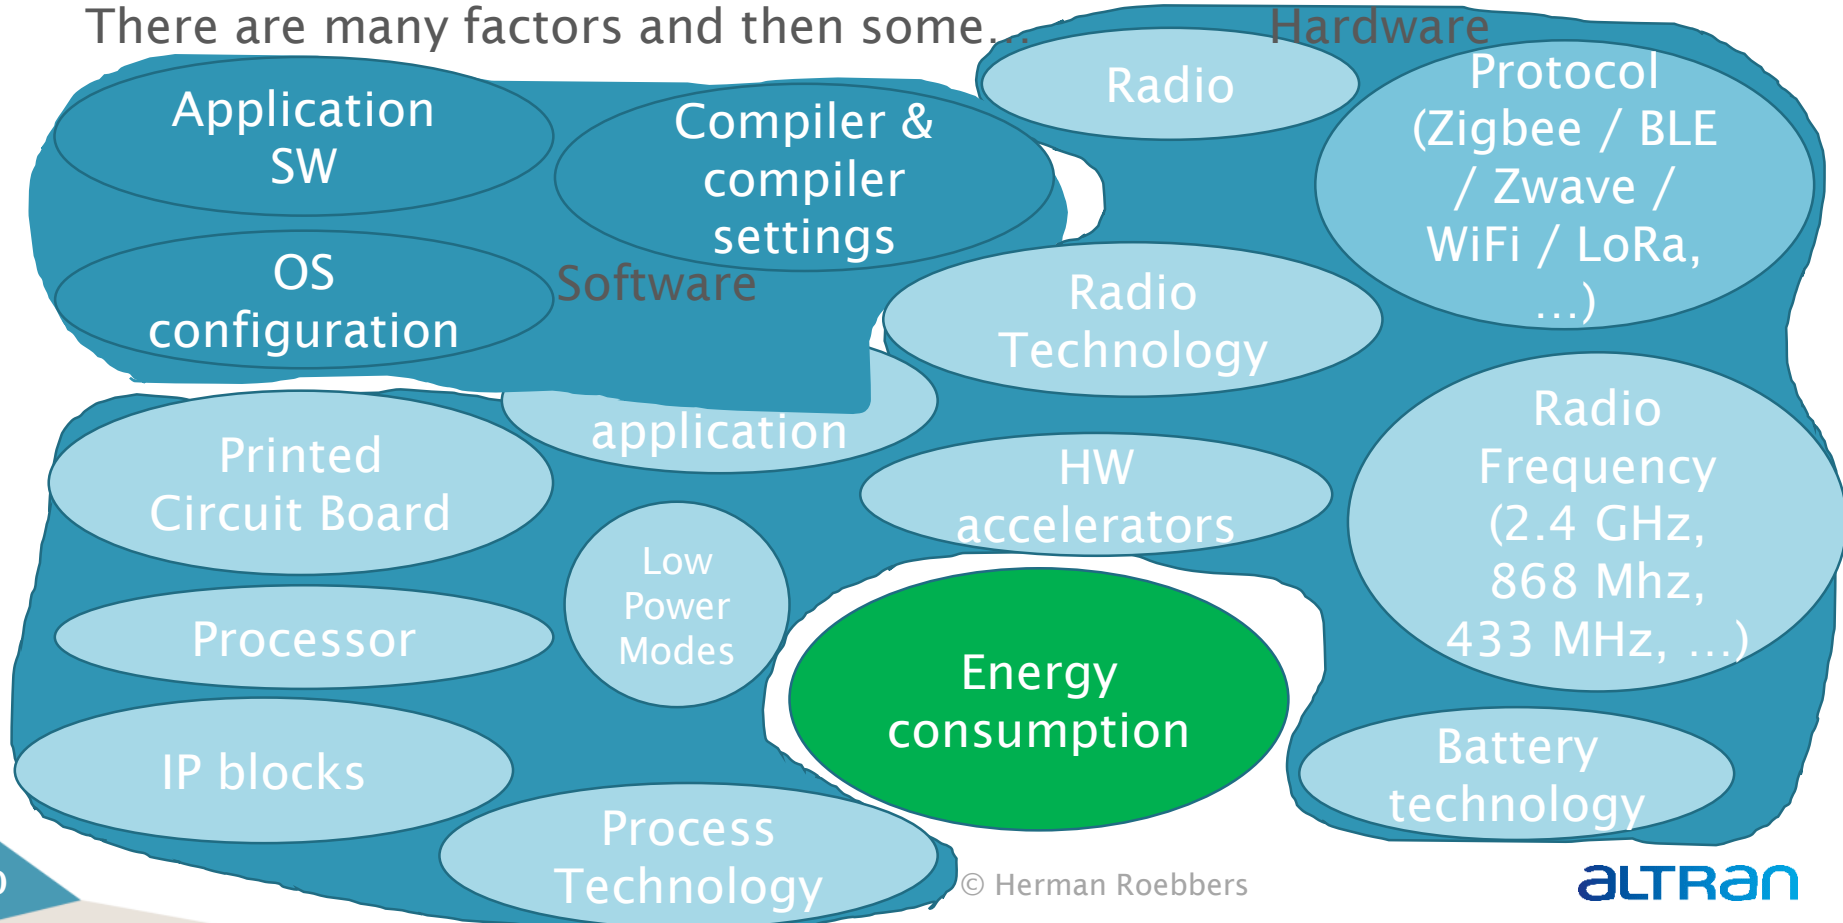 There are many factors and then some...
Hardware
Application
SW
Compiler &
compiler
settings
Radio
Protocol
(Zigbee / BLE
/ Zwave /
WiFi / LoRa,
...)
OS
configuration
Software
Radio
Technology
application
Printed
Circuit Board
HW
accelerators
Radio
Frequency
(2.4 GHz,
868 Mhz,
433 MHz, ...)
Low
Power
Modes
Processor
Energy
consumption
IP blocks
Battery
technology
Process
Technology
© Herman Roebbers
aLTRan